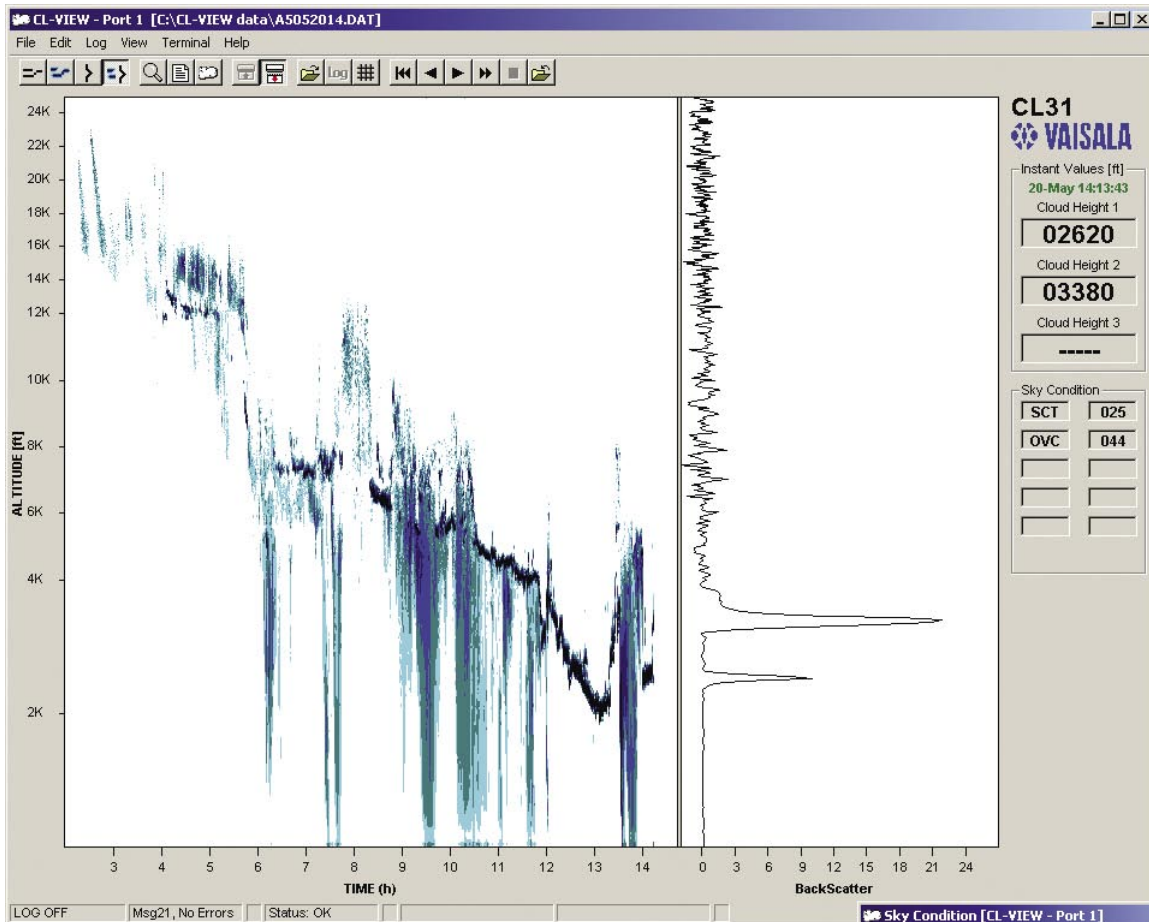 CL-VIEW - Port 1 [C:\CL-VIEW data\A5052014.DAT]
File Edit Log View Terminal Help
Log
24K
22K
20K
18K
16K
14K
12K
10K
8K
6K
4K
2K
ALTITUDE [ft]
3 4 5 6 7 8 9 10 11 12 13 14
TIME (h)
0 3 6 9 12 15 18 21 24
BackScatter
CL31
VAISALA
Instant Values [ft]
20-May 14:13:43
Cloud Height 1
02620
Cloud Height 2
03380
Cloud Height 3
-----
Sky Condition
SCT 025
OVC 044
LOG OFF Msg21, No Errors Status: OK
Sky Condition [CL-VIEW - Port 1]